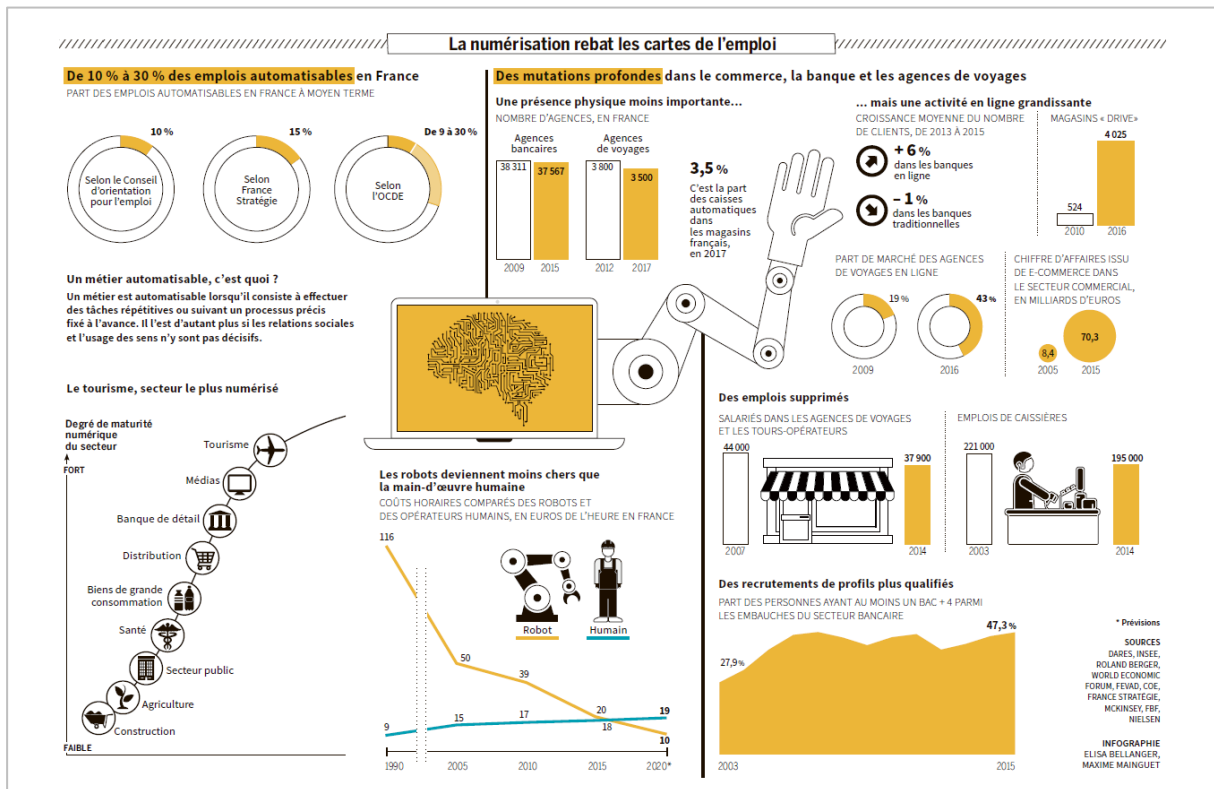 La numérisation rebat les cartes de l'emploi
De 10 % à 30 % des emplois automatisables en France
PART DES EMPLOIS AUTOMATISABLES EN FRANCE À MOYEN TERME
10 %
Selon le Conseil
d'orientation
pour l'emploi
15 %
Selon
France
Stratégie
De 9 à 30 %
Selon
l'OCDE
Un métier automatisable, c'est quoi ?
Un métier est automatisable lorsqu'il consiste à effectuer
des tâches répétitives ou suivant un processus précis
fixé à l'avance. Il l'est d'autant plus si les relations sociales
et l'usage des sens n'y sont pas décisifs.
Le tourisme, secteur le plus numérisé
Degré de maturité
numérique
du secteur
FORT
Tourisme
Médias
Banque de détail
Distribution
Biens de grande
consommation
Santé
Secteur public
Agriculture
Construction
FAIBLE
Les robots deviennent moins chers que
la main-d'œuvre humaine
COÛTS HORAIRES COMPARÉS DES ROBOTS ET
DES OPÉRATEURS HUMAINS, EN EUROS DE L'HEURE EN FRANCE
116
Robot
Humain
50
39
20
19
9
15
17
18
10
1990
2005
2010
2015
2020*
Des mutations profondes dans le commerce, la banque et les agences de voyages
Une présence physique moins importante...
NOMBRE D'AGENCES, EN FRANCE
Agences
bancaires
38 311
37 567
2009
2015
Agences
de voyages
3 800
3 500
2012
2017
3,5 %
C'est la part
des caisses
automatiques
dans
les magasins
français,
en 2017
... mais une activité en ligne grandissante
CROISSANCE MOYENNE DU NOMBRE
DE CLIENTS, DE 2013 À 2015
+ 6 %
dans les banques
en ligne
– 1 %
dans les banques
traditionnelles
MAGASINS « DRIVE»
4 025
524
2010
2016
PART DE MARCHÉ DES AGENCES
DE VOYAGES EN LIGNE
19 %
43 %
2009
2016
CHIFFRE D'AFFAIRES ISSU
DE E-COMMERCE DANS
LE SECTEUR COMMERCIAL,
EN MILLIARDS D'EUROS
8,4
70,3
2005
2015
Des emplois supprimés
SALARIÉS DANS LES AGENCES DE VOYAGES
ET LES TOURS-OPÉRATEURS
44 000
37 900
2007
2014
EMPLOIS DE CAISSIÈRES
221 000
195 000
2003
2014
Des recrutements de profils plus qualifiés
PART DES PERSONNES AYANT AU MOINS UN BAC + 4 PARMI
LES EMBAUCHES DU SECTEUR BANCAIRE
27,9 %
47,3 %
2003
2015
* Prévisions
SOURCES
DARES, INSEE,
ROLAND BERGER,
WORLD ECONOMIC
FORUM, FEVAD, COE,
FRANCE STRATÉGIE,
MCKINSEY, FBF,
NIELSEN
INFOGRAPHIE
ELISA BELLANGER,
MAXIME MAINGUET